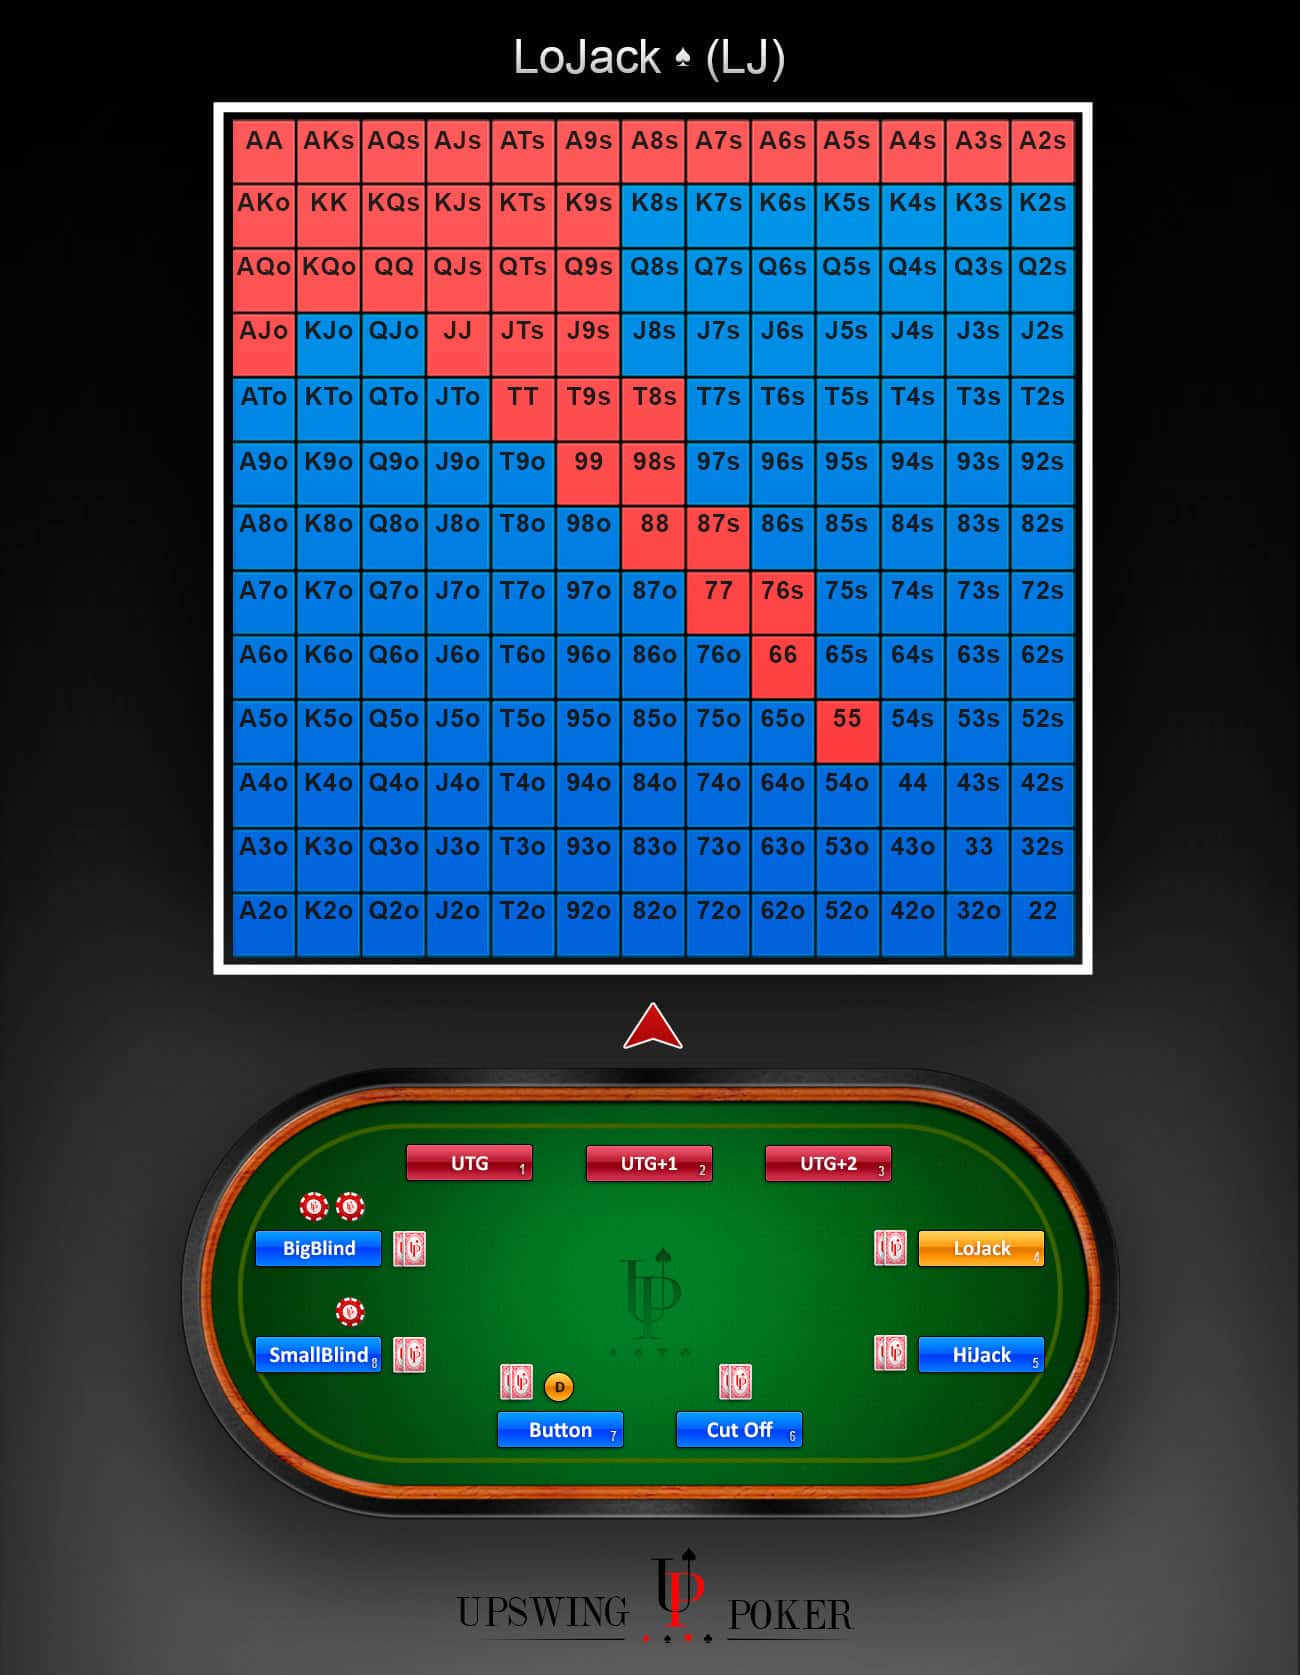 LoJack ♠ (LJ)
AA AKs AQs AJs ATs A9s A8s A7s A6s A5s A4s A3s A2s
AKo KK KQs KJs KTs K9s K8s K7s K6s K5s K4s K3s K2s
AQo KQo QQ QJs QTs Q9s Q8s Q7s Q6s Q5s Q4s Q3s Q2s
AJo KJo QJo JJ JTs J9s J8s J7s J6s J5s J4s J3s J2s
ATo KTo QTo JTo TT T9s T8s T7s T6s T5s T4s T3s T2s
A9o K9o Q9o J9o T9o 99 98s 97s 96s 95s 94s 93s 92s
A8o K8o Q8o J8o T8o 98o 88 87s 86s 85s 84s 83s 82s
A7o K7o Q7o J7o T7o 97o 87o 77 76s 75s 74s 73s 72s
A6o K6o Q6o J6o T6o 96o 86o 76o 66 65s 64s 63s 62s
A5o K5o Q5o J5o T5o 95o 85o 75o 65o 55 54s 53s 52s
A4o K4o Q4o J4o T4o 94o 84o 74o 64o 54o 44 43s 42s
A3o K3o Q3o J3o T3o 93o 83o 73o 63o 53o 43o 33 32s
A2o K2o Q2o J2o T2o 92o 82o 72o 62o 52o 42o 32o 22
UTG 1 UTG+1 2 UTG+2 3
BigBlind LoJack 4
UP
SmallBlind 8 HiJack 5
D
Button 7 Cut Off 6
UPSWING UP POKER